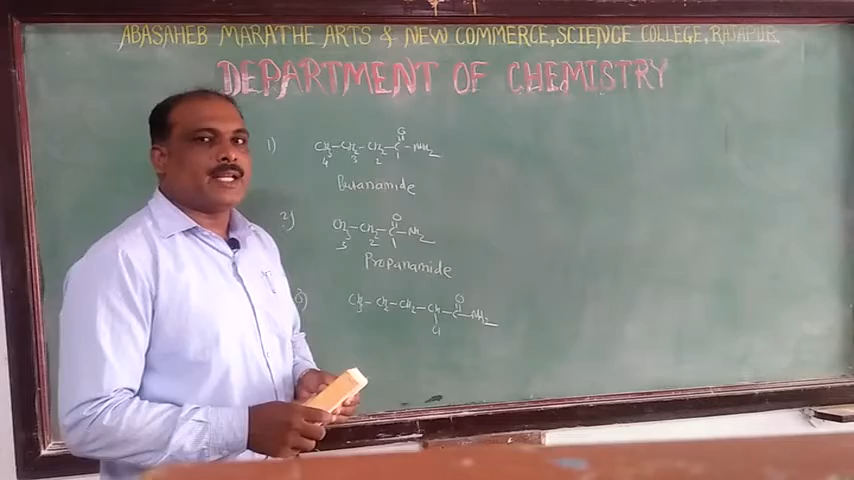 ABASAHEB MARATHE ARTS & NEW COMMERCE, SCIENCE COLLEGE, RAJAPUR
DEPARTMENT OF CHEMISTRY
O
1) CH3-CH2-CH2-C-NH2
4 3 2 1
Butanamide
O
2) CH3-CH2-C-NH2
3 2 1
Propanamide
O
3) CH3-CH2-CH2-CH-C-NH2
Cl